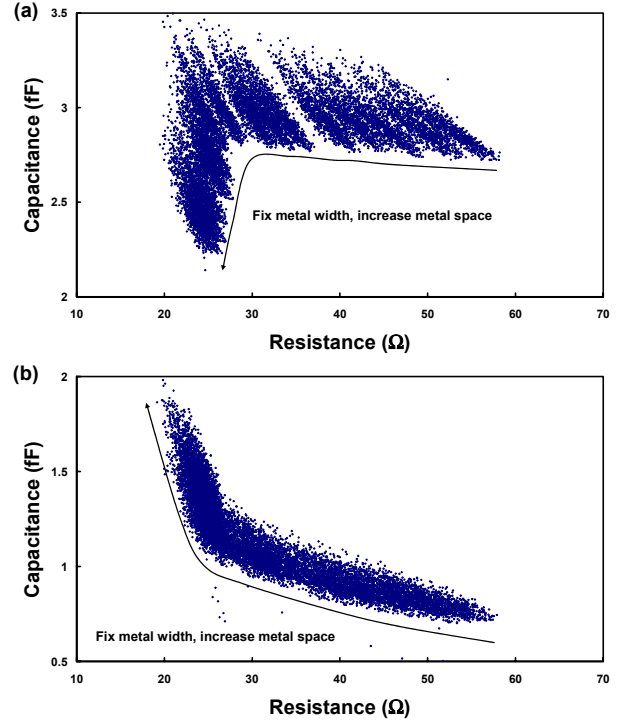 (a)
3.5
3
2.5
2
Capacitance (fF)
Fix metal width, increase metal space
10 20 30 40 50 60 70
Resistance (Ω)
(b)
2
1.5
1
0.5
Capacitance (fF)
Fix metal width, increase metal space
10 20 30 40 50 60 70
Resistance (Ω)